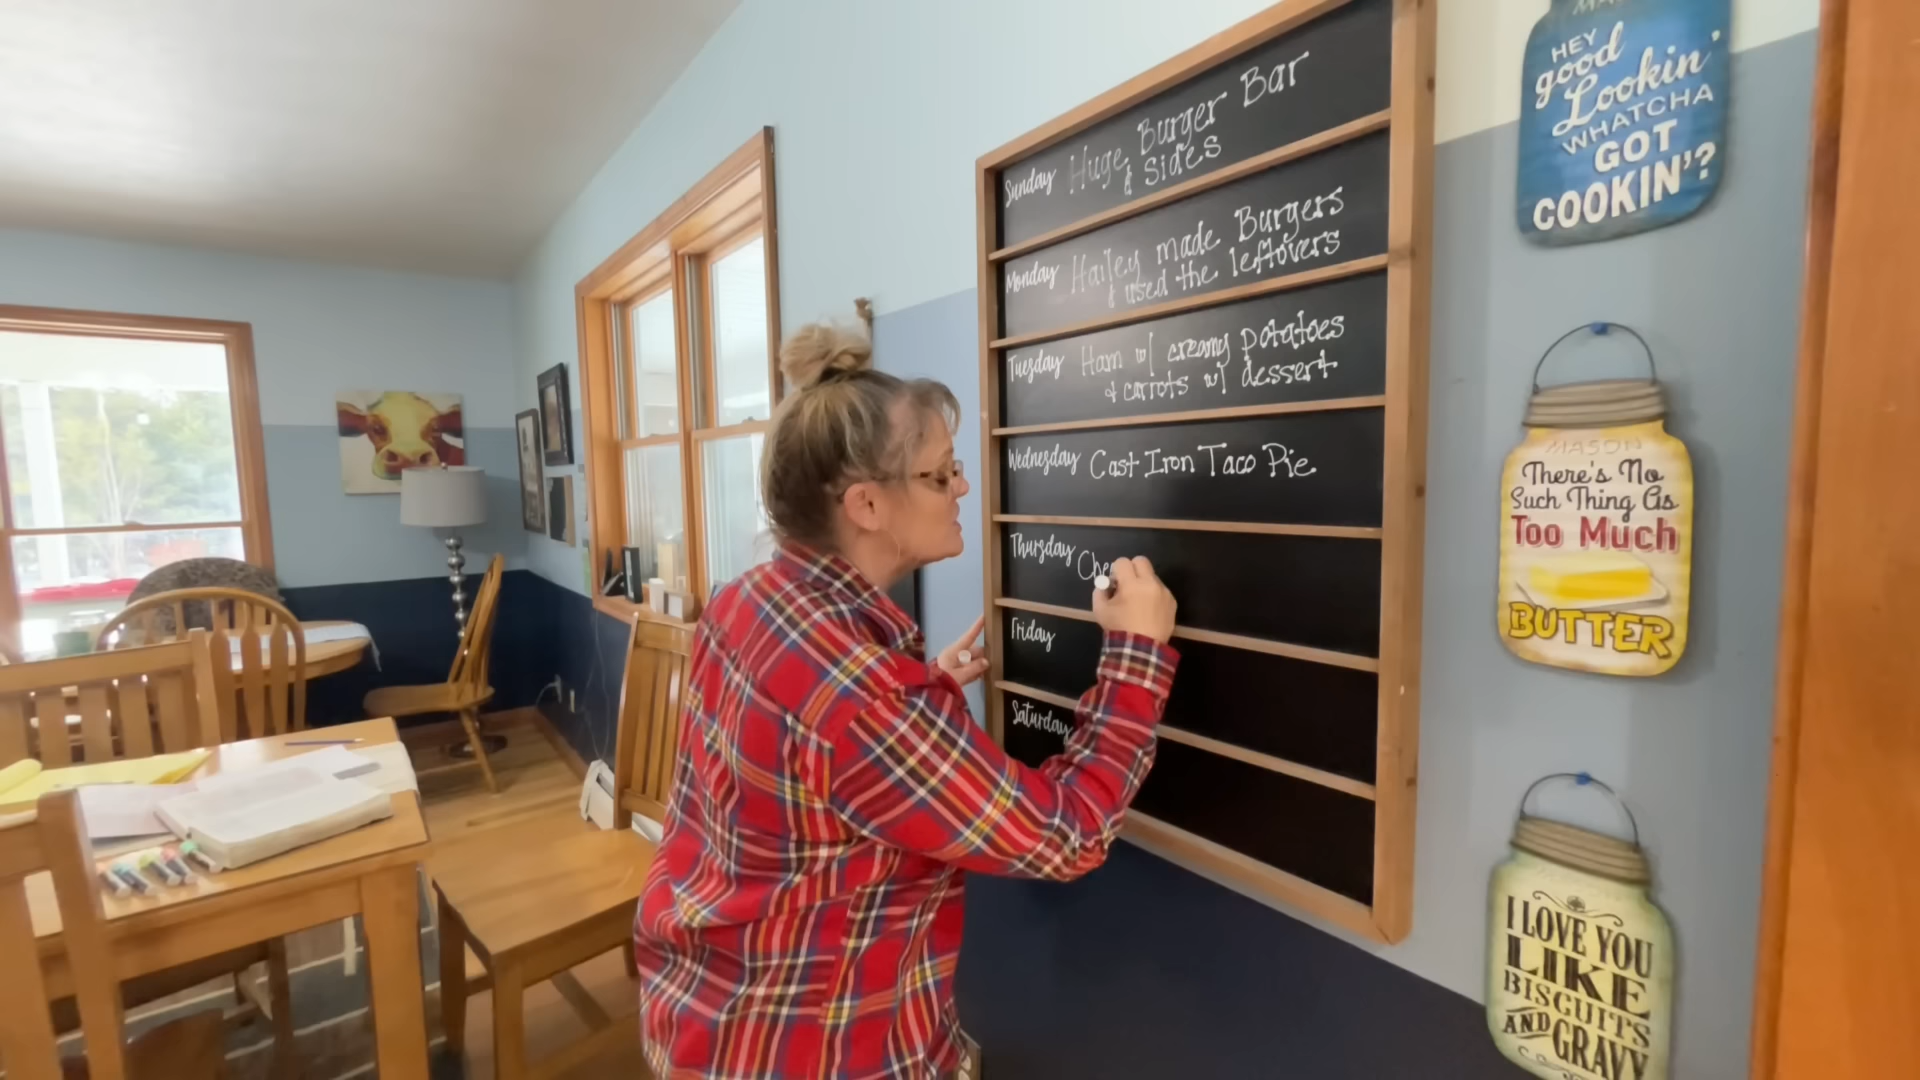 Sunday Huge Burger Bar
& sides
Monday Hailey made Burgers
& used the leftovers
Tuesday Ham w/ creamy potatoes
& carrots w/ dessert
Wednesday Cast Iron Taco Pie
Thursday Chee
Friday
Saturday
HEY
good
Lookin'
WHATCHA
GOT
COOKIN'?
MASON
There's No
Such Thing As
Too Much
BUTTER
I LOVE YOU
LIKE
BISCUITS
AND GRAVY